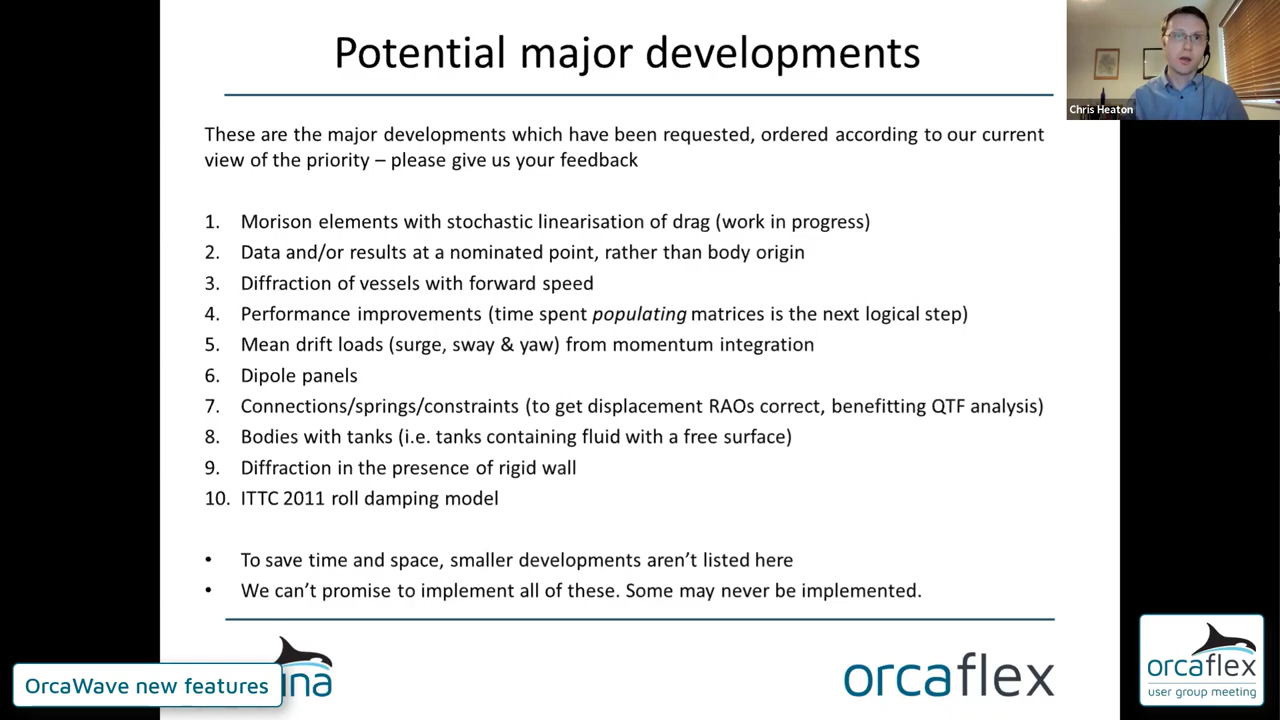 Potential major developments
Chris Heaton
These are the major developments which have been requested, ordered according to our current
view of the priority – please give us your feedback
1. Morison elements with stochastic linearisation of drag (work in progress)
2. Data and/or results at a nominated point, rather than body origin
3. Diffraction of vessels with forward speed
4. Performance improvements (time spent populating matrices is the next logical step)
5. Mean drift loads (surge, sway & yaw) from momentum integration
6. Dipole panels
7. Connections/springs/constraints (to get displacement RAOs correct, benefitting QTF analysis)
8. Bodies with tanks (i.e. tanks containing fluid with a free surface)
9. Diffraction in the presence of rigid wall
10. ITTC 2011 roll damping model
• To save time and space, smaller developments aren’t listed here
• We can’t promise to implement all of these. Some may never be implemented.
OrcaWave new features
orcaflex
orcaflex
user group meeting